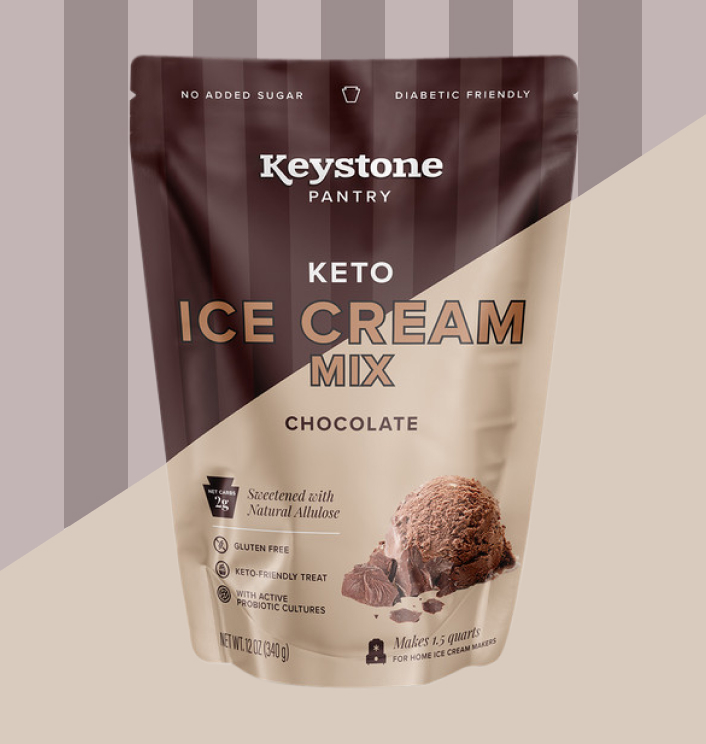 NO ADDED SUGAR
DIABETIC FRIENDLY
Keystone
PANTRY
KETO
ICE CREAM
MIX
CHOCOLATE
NET CARBS
2g
Sweetened with
Natural Allulose
GLUTEN FREE
KETO-FRIENDLY TREAT
WITH ACTIVE
PROBIOTIC CULTURES
NET WT. 12 OZ (340 g)
Makes 1.5 quarts
FOR HOME ICE CREAM MAKERS